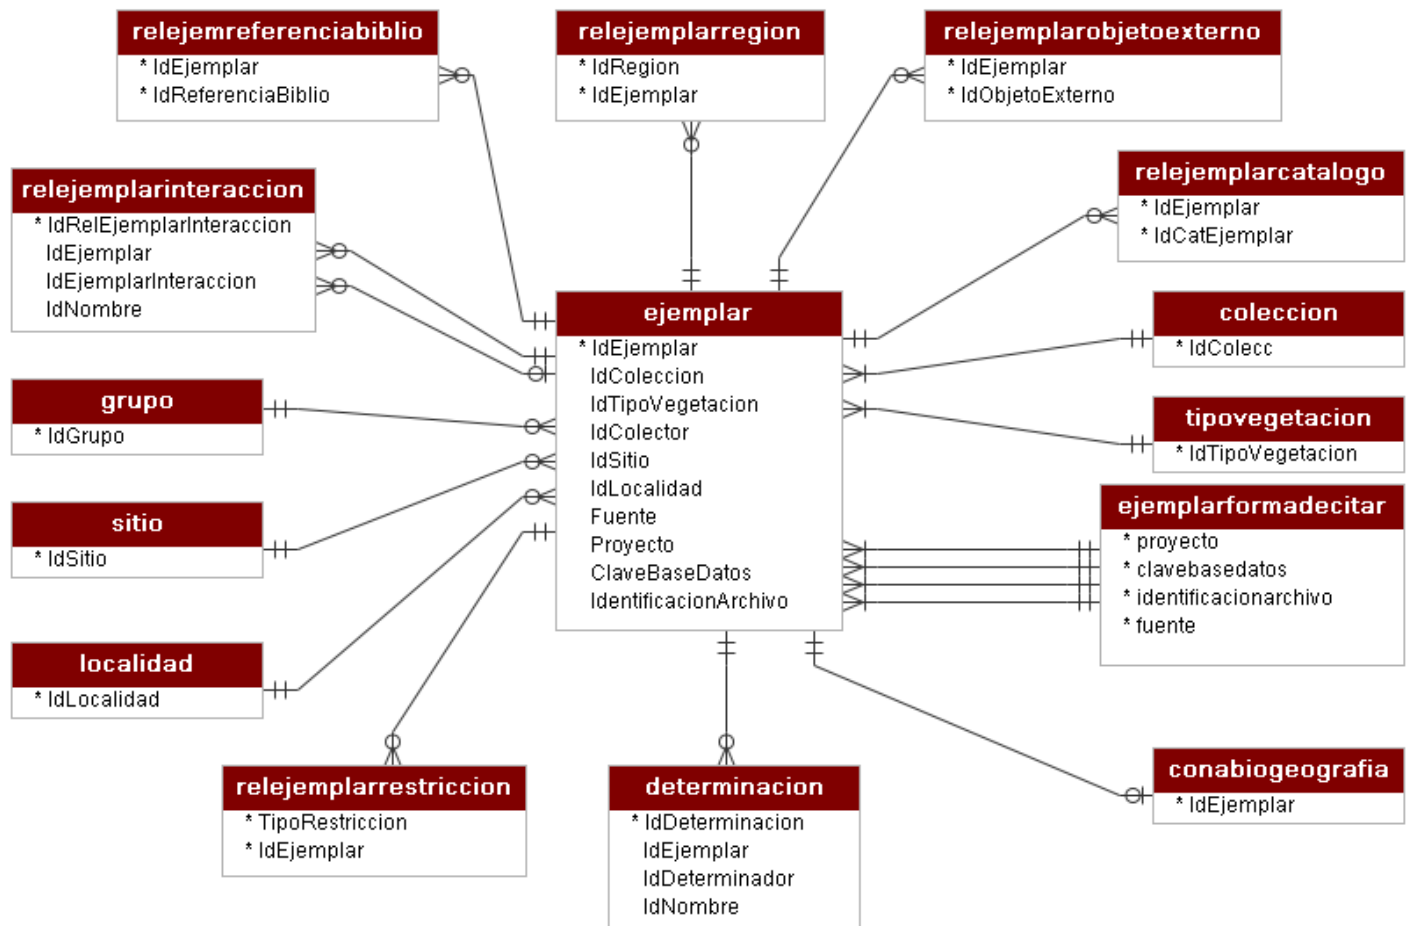 relejemreferenciabiblio
* IdEjemplar
* IdReferenciaBiblio
relejemplarregion
* IdRegion
* IdEjemplar
relejemplarobjetoexterno
* IdEjemplar
* IdObjetoExterno
relejemplarinteraccion
* IdRelEjemplarInteraccion
IdEjemplar
IdEjemplarInteraccion
IdNombre
relejemplarcatalogo
* IdEjemplar
* IdCatEjemplar
ejemplar
* IdEjemplar
IdColeccion
IdTipoVegetacion
IdColector
IdSitio
IdLocalidad
Fuente
Proyecto
ClaveBaseDatos
IdentificacionArchivo
coleccion
* IdColecc
grupo
* IdGrupo
tipovegetacion
* IdTipoVegetacion
sitio
* IdSitio
ejemplarformadecitar
* proyecto
* clavebasedatos
* identificacionarchivo
* fuente
localidad
* IdLocalidad
relejemplarrestriccion
* TipoRestriccion
* IdEjemplar
determinacion
* IdDeterminacion
IdEjemplar
IdDeterminador
IdNombre
conabiogeografia
* IdEjemplar